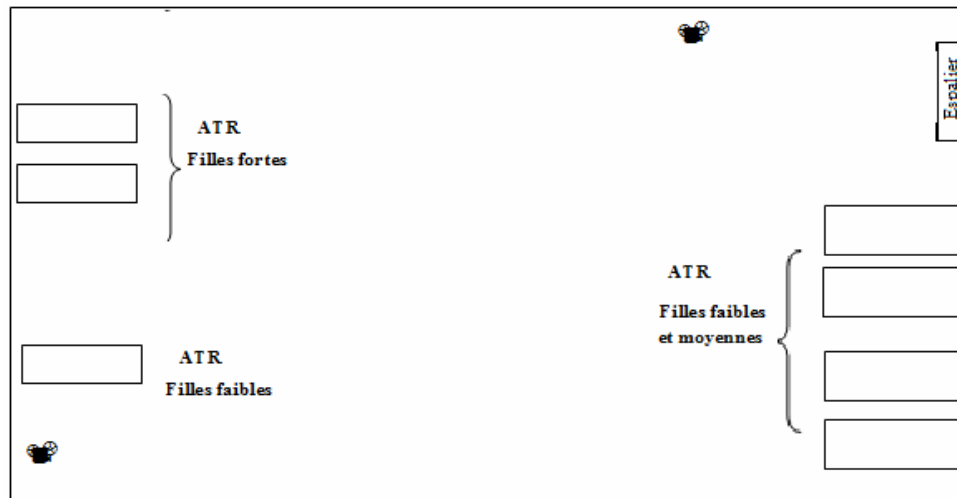 ATR
Filles fortes
ATR
Filles faibles
Espalier
ATR
Filles faibles
et moyennes